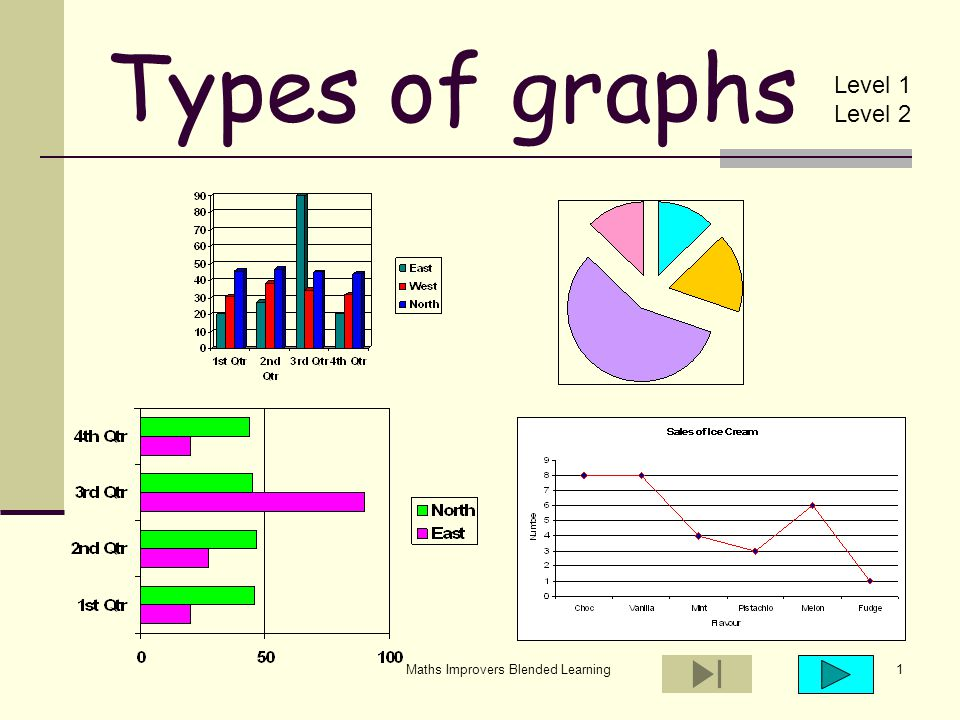 Types of graphs
Level 1
Level 2
90
80
70
60
50
40
30
20
10
0
1st Qtr 2nd Qtr 3rd Qtr 4th Qtr
East
West
North
4th Qtr
3rd Qtr
2nd Qtr
1st Qtr
0 50 100
North
East
Sales of Ice Cream
9
8
7
6
5
4
3
2
1
0
Numbe
Choc Vanilla Mint Pistachio Melon Fudge
Flavour
Maths Improvers Blended Learning
1